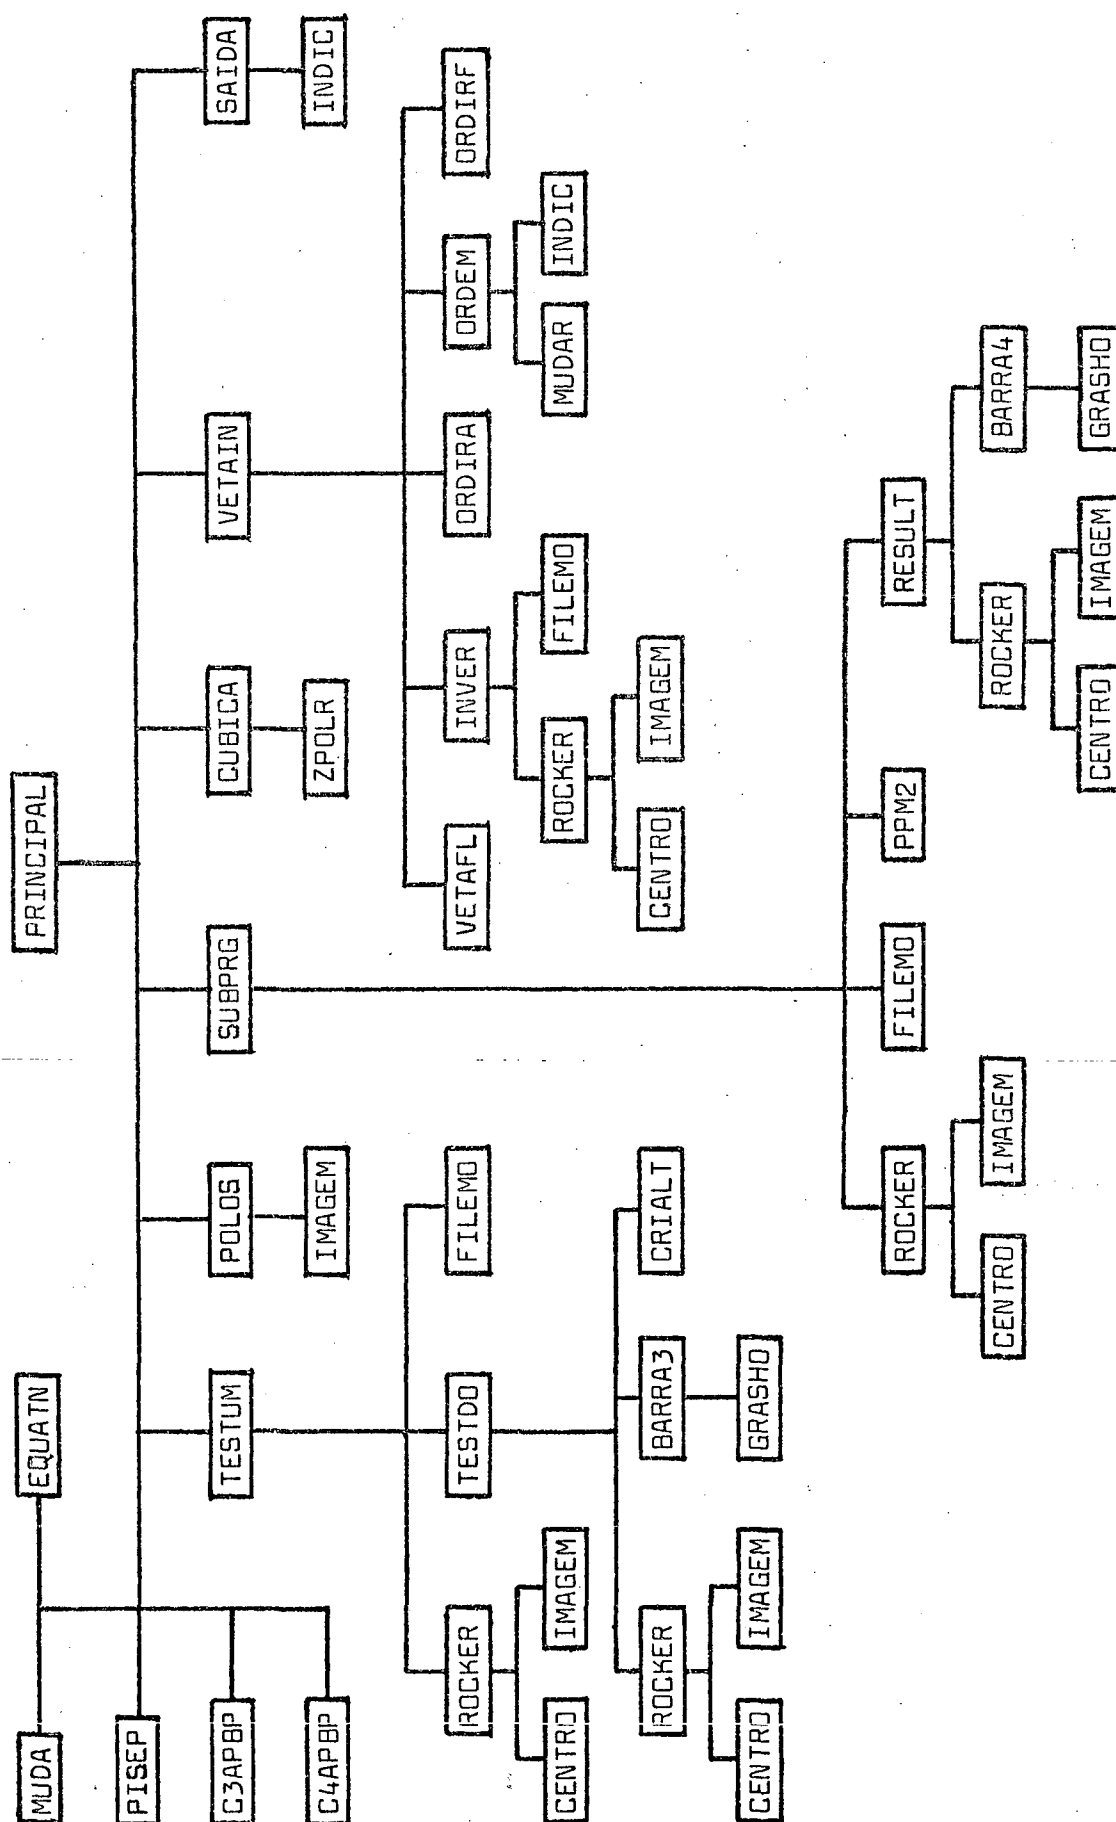 PRINCIPAL
MUDA
EQUATN
PISEP
C3APBP
C4APBP
TESTUM
POLOS
SUBPRG
CUBICA
VETAIN
SAIDA
IMAGEM
ZPOLR
INDIC
ROCKER
TESTDO
FILEMO
VETAFL
INVER
ORDIRA
ORDEM
ORDIRF
CENTRO
IMAGEM
ROCKER
FILEMO
MUDAR
INDIC
ROCKER
BARRA3
CRIALT
CENTRO
IMAGEM
CENTRO
IMAGEM
GRASHO
ROCKER
FILEMO
PPM2
RESULT
CENTRO
IMAGEM
ROCKER
BARRA4
CENTRO
IMAGEM
GRASHO